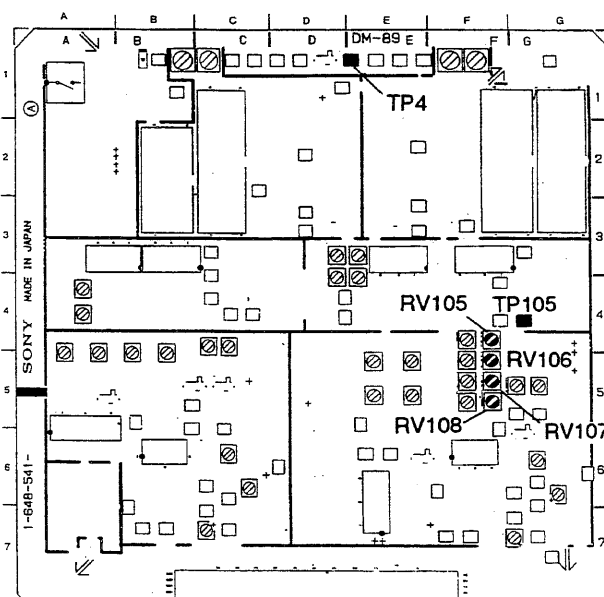 A B C D E F G
A B C D DM-89 E F G
1 1
TP4
A
2 2
3 3
SONY MADE IN JAPAN
4 4
RV105 TP105
RV106
5 5
RV108 RV107
6 6
1-648-541-
7 7